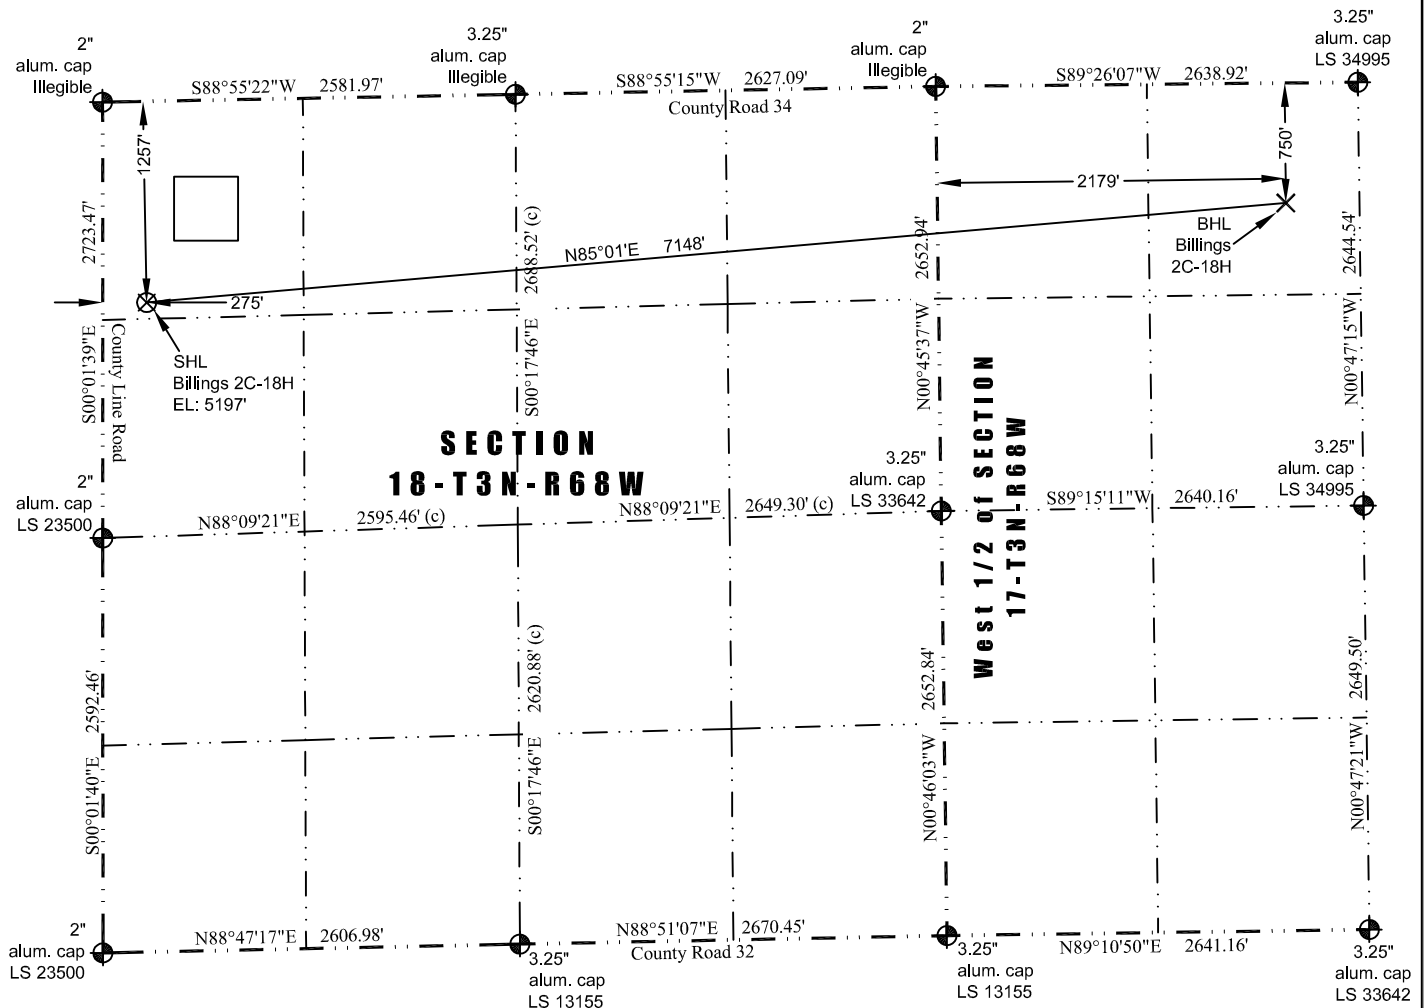 2"
alum. cap
Illegible
3.25"
alum. cap
Illegible
2"
alum. cap
Illegible
3.25"
alum. cap
LS 34995
S88°55'22"W 2581.97'
S88°55'15"W 2627.09'
S89°26'07"W 2638.92'
County Road 34
1257'
750'
2179'
2723.47'
2688.52' (c)
2652.94'
2644.54'
N85°01'E 7148'
BHL
Billings
2C-18H
275'
SHL
Billings 2C-18H
EL: 5197'
S00°01'39"E
County Line Road
S00°17'46"E
N00°45'37"W
N00°47'15"W
SECTION
18-T3N-R68W
West 1/2 of SECTION
17-T3N-R68W
2"
alum. cap
LS 23500
3.25"
alum. cap
LS 33642
3.25"
alum. cap
LS 34995
N88°09'21"E 2595.46' (c)
N88°09'21"E 2649.30' (c)
S89°15'11"W 2640.16'
2592.46'
2620.88' (c)
2652.84'
2649.50'
S00°01'40"E
S00°17'46"E
N00°46'03"W
N00°47'21"W
2"
alum. cap
LS 23500
N88°47'17"E 2606.98'
N88°51'07"E 2670.45'
N89°10'50"E 2641.16'
County Road 32
3.25"
alum. cap
LS 13155
3.25"
alum. cap
LS 13155
3.25"
alum. cap
LS 33642